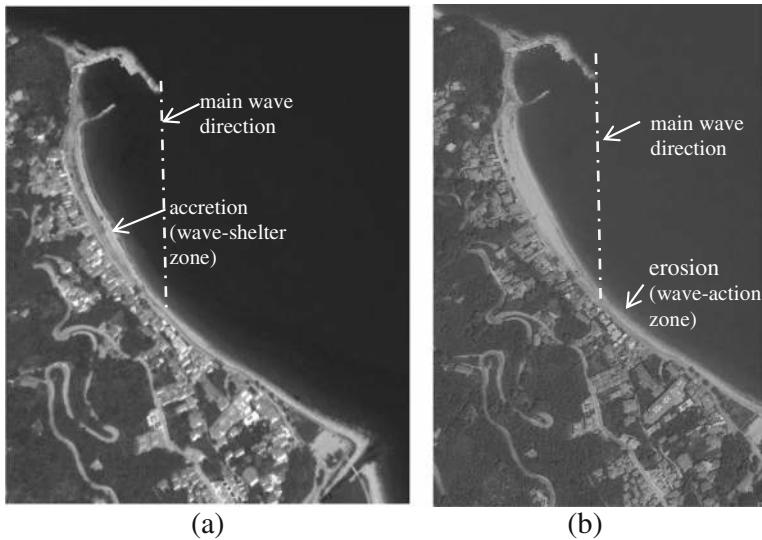 main wave
direction
accretion
(wave-shelter
zone)
(a)
main wave
direction
erosion
(wave-action
zone)
(b)